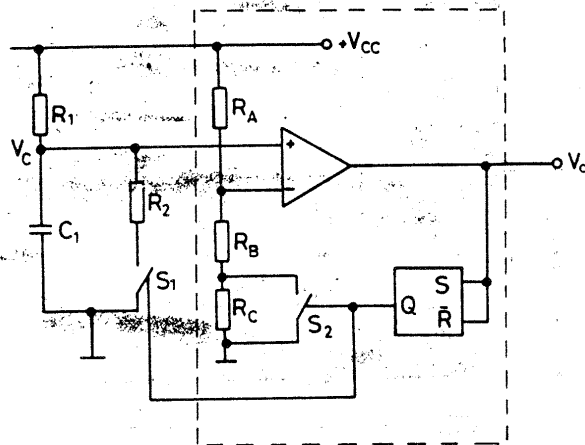 +VCC
R1
RA
VC
+
−
Vo
R2
C1
RB
S1
RC
S2
Q
S
R̄